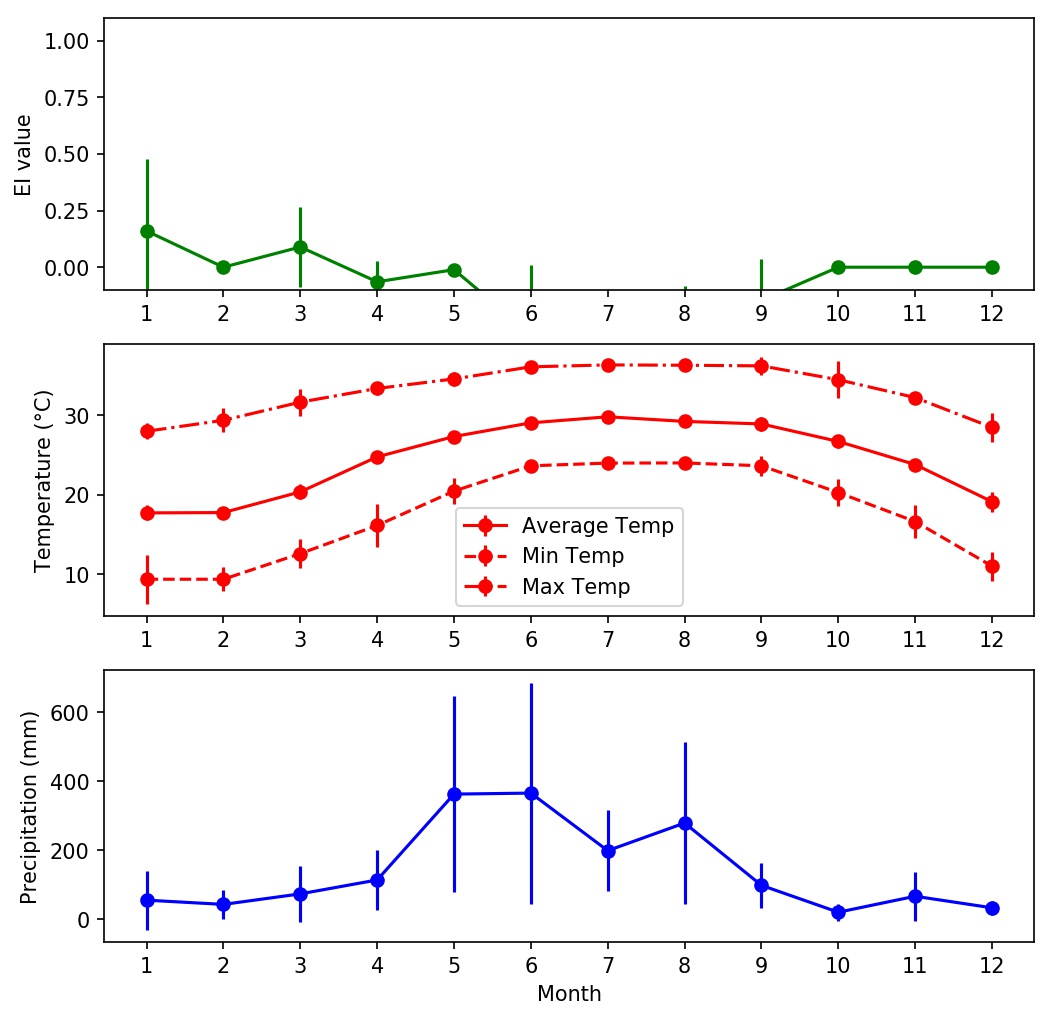 1.00
0.75
0.50
0.25
0.00
EI value
1 2 3 4 5 6 7 8 9 10 11 12
30
20
10
Temperature (°C)
Average Temp
Min Temp
Max Temp
1 2 3 4 5 6 7 8 9 10 11 12
600
400
200
0
Precipitation (mm)
1 2 3 4 5 6 7 8 9 10 11 12
Month